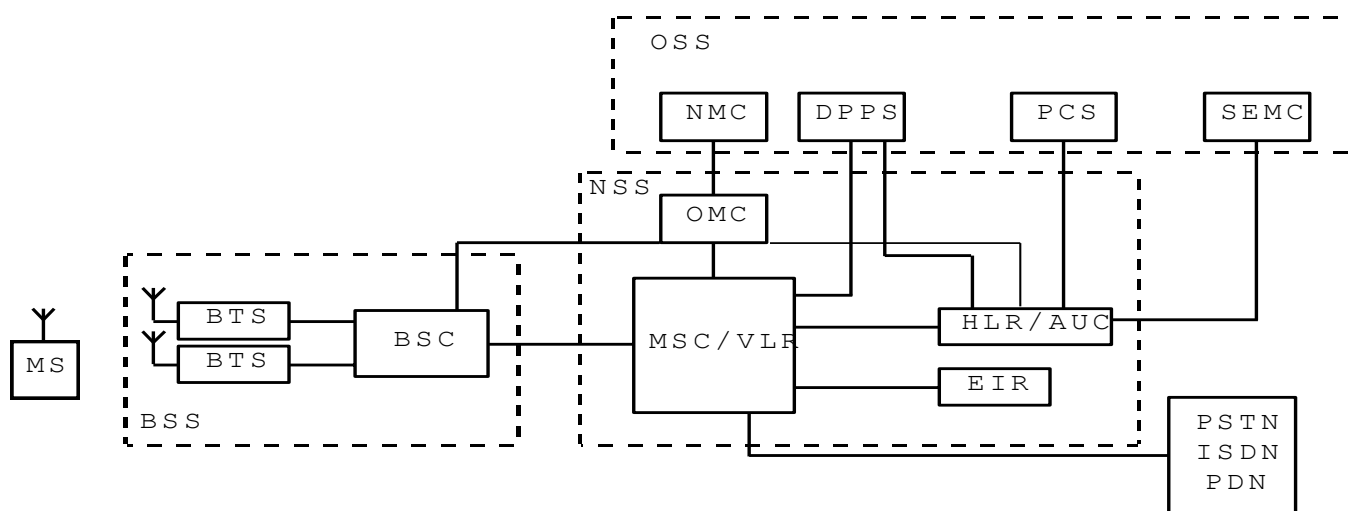 OSS
NMC
DPPS
PCS
SEMC
NSS
OMC
BTS
BTS
BSC
MSC/VLR
HLR/AUC
EIR
MS
BSS
PSTN
ISDN
PDN